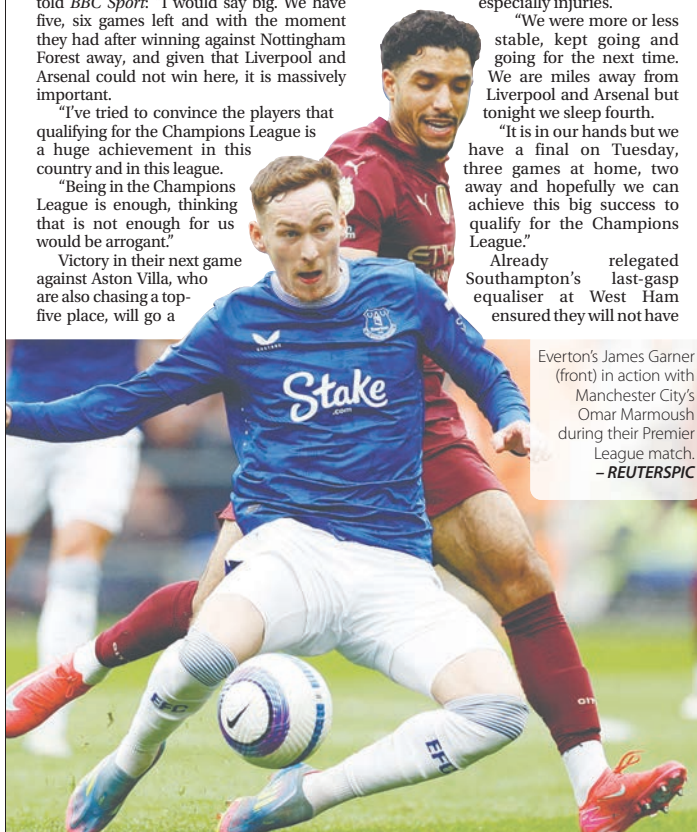 told BBC Sport: "I would say big. We have
five, six games left and with the moment
they had after winning against Nottingham
Forest away, and given that Liverpool and
Arsenal could not win here, it is massively
important.
"I've tried to convince the players that
qualifying for the Champions League is
a huge achievement in this
country and in this league.
"Being in the Champions
League is enough, thinking
that is not enough for us
would be arrogant."
Victory in their next game
against Aston Villa, who
are also chasing a top-
five place, will go a
especially injuries.
"We were more or less
stable, kept going and
going for the next time.
We are miles away from
Liverpool and Arsenal but
tonight we sleep fourth.
"It is in our hands but we
have a final on Tuesday,
three games at home, two
away and hopefully we can
achieve this big success to
qualify for the Champions
League."
Already relegated
Southampton's last-gasp
equaliser at West Ham
ensured they will not have
Everton's James Garner
(front) in action with
Manchester City's
Omar Marmoush
during their Premier
League match.
– REUTERSPIC
Stake
.com
EFC
EFC
CITY